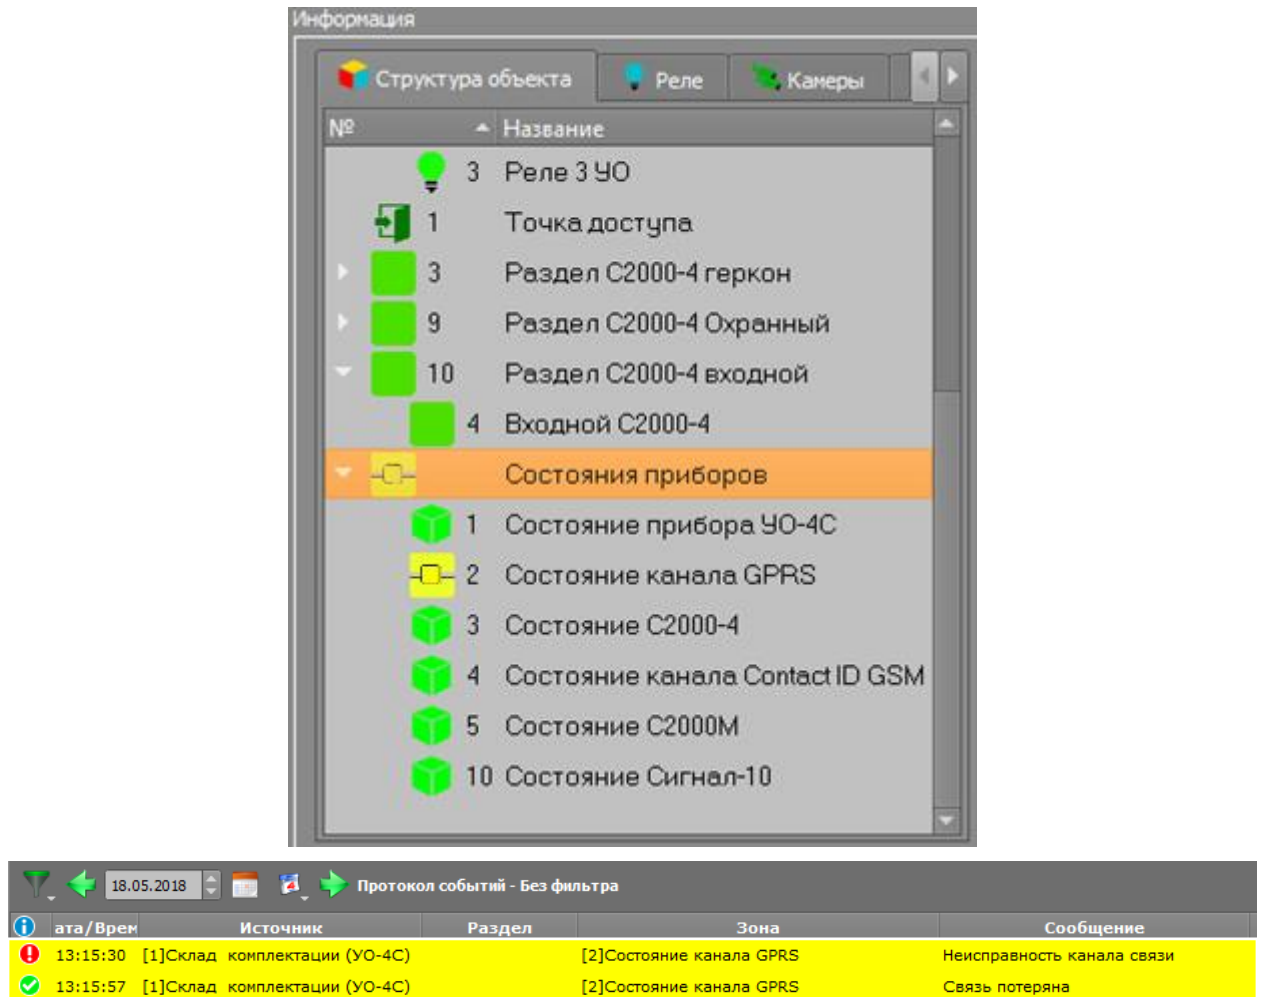 Информация
Структура объекта Реле Камеры
№ Название
3 Реле 3 УО
1 Точка доступа
3 Раздел С2000-4 геркон
9 Раздел С2000-4 Охранный
10 Раздел С2000-4 входной
4 Входной С2000-4
Состояния приборов
1 Состояние прибора УО-4С
2 Состояние канала GPRS
3 Состояние С2000-4
4 Состояние канала Contact ID GSM
5 Состояние С2000М
10 Состояние Сигнал-10
18.05.2018 Протокол событий - Без фильтра
ата/Врем Источник Раздел Зона Сообщение
13:15:30 [1]Склад комплектации (УО-4С) [2]Состояние канала GPRS Неисправность канала связи
13:15:57 [1]Склад комплектации (УО-4С) [2]Состояние канала GPRS Связь потеряна